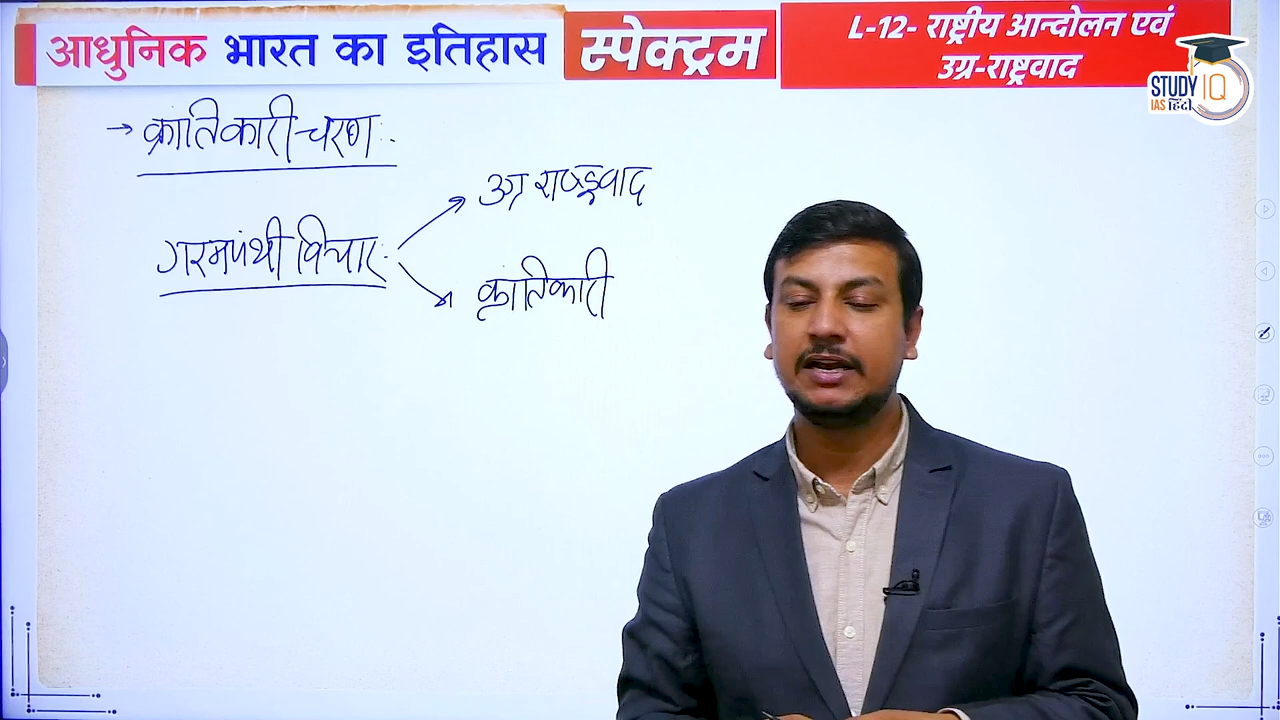 आधुनिक भारत का इतिहास
स्पेक्ट्रम
L-12- राष्ट्रीय आन्दोलन एवं
उग्र-राष्ट्रवाद
STUDY IQ
IAS हिंदी
→ क्रांतिकारी-चरण:-
गरमपंथी विचार:-
उग्र राष्ट्रवाद
क्रांतिकारी